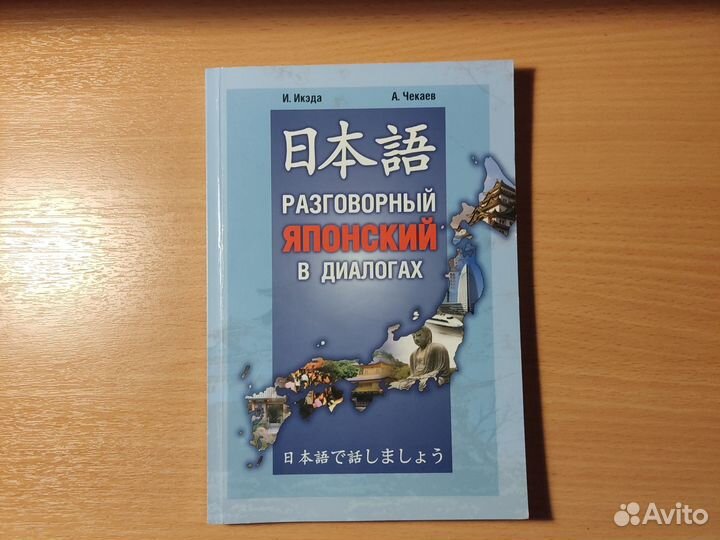 И. Икэда А. Чекаев
日本語
РАЗГОВОРНЫЙ
ЯПОНСКИЙ
В ДИАЛОГАХ
日本語で話しましょう
Avito